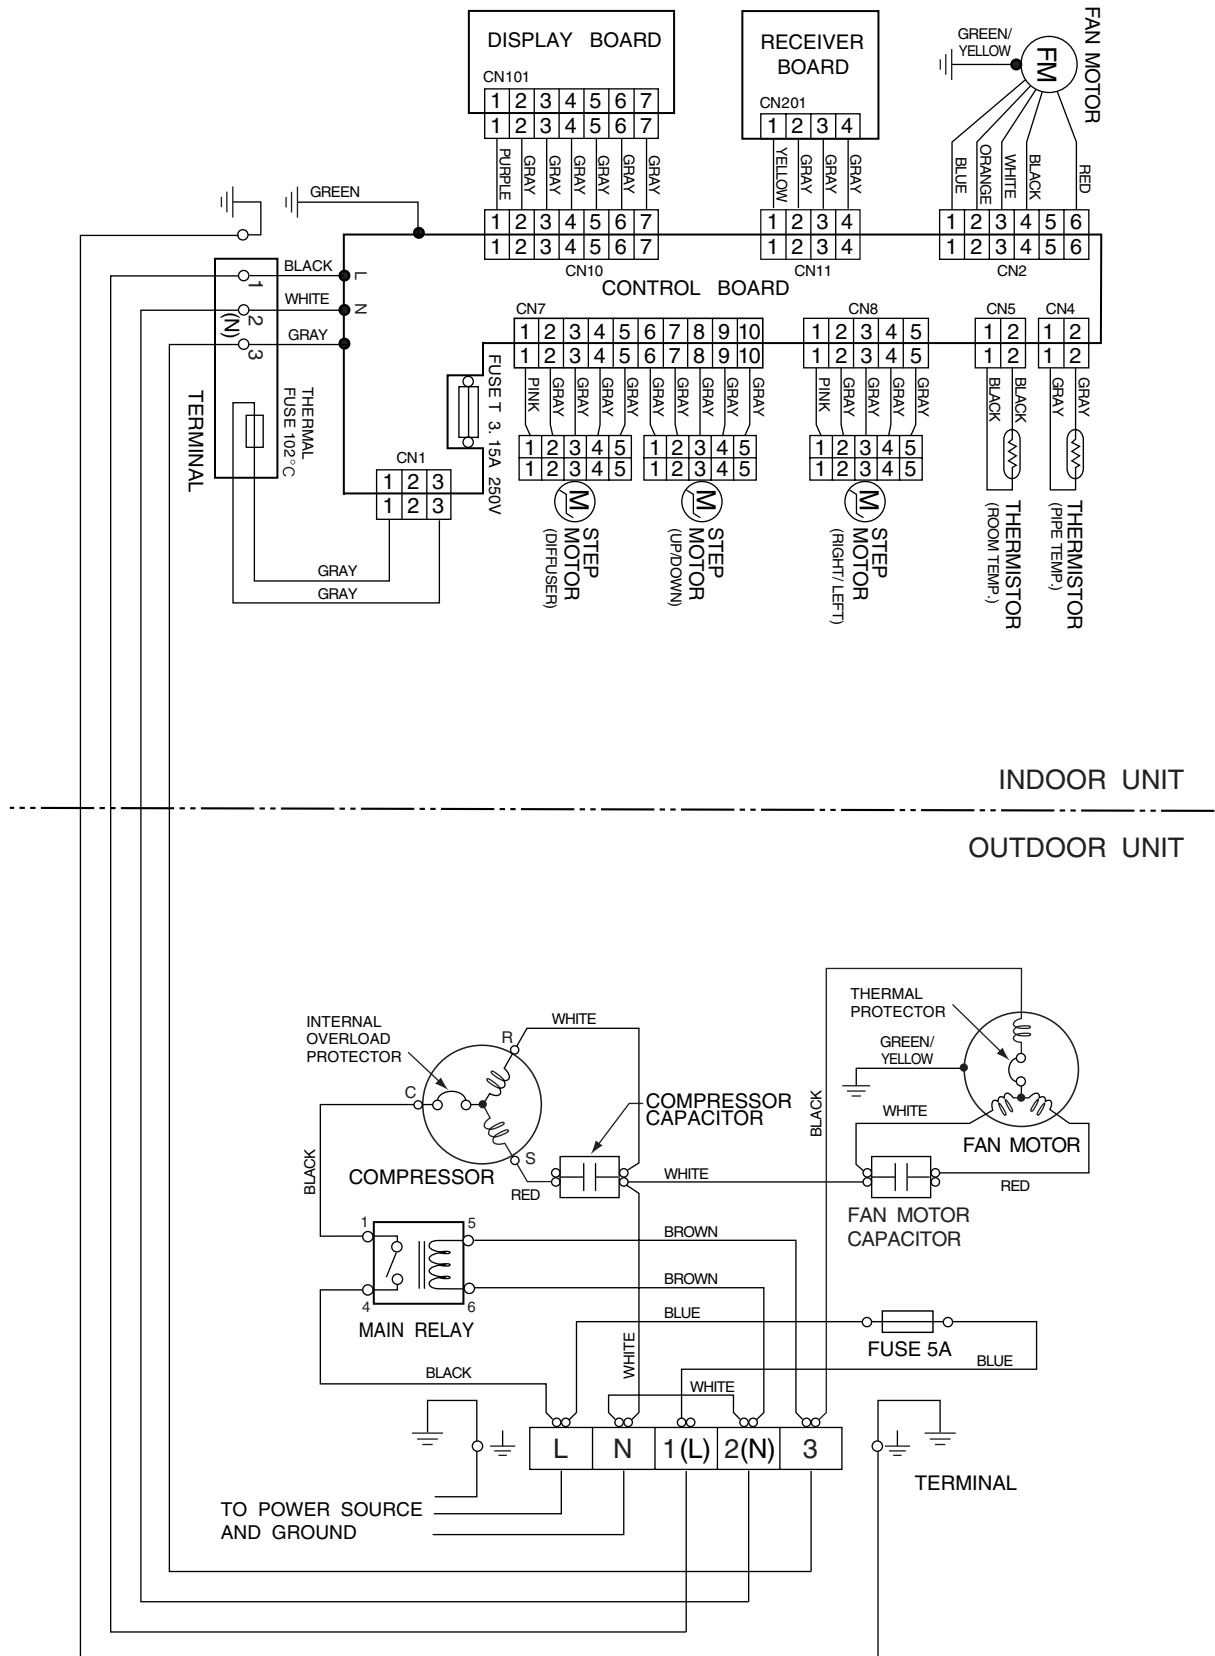 DISPLAY BOARD
CN101
1 2 3 4 5 6 7
1 2 3 4 5 6 7
PURPLE
GRAY
GRAY
GRAY
GRAY
GRAY
GRAY
1 2 3 4 5 6 7
1 2 3 4 5 6 7
CN10
RECEIVER
BOARD
CN201
1 2 3 4
YELLOW
GRAY
GRAY
GRAY
1 2 3 4
1 2 3 4
CN11
GREEN/
YELLOW
FM
FAN MOTOR
BLUE
ORANGE
WHITE
BLACK
RED
1 2 3 4 5 6
1 2 3 4 5 6
CN2
GREEN
BLACK
WHITE
GRAY
L
N
1
2
(N)
3
TERMINAL
THERMAL
FUSE 102°C
CONTROL BOARD
CN7
1 2 3 4 5 6 7 8 9 10
1 2 3 4 5 6 7 8 9 10
PINK
GRAY
GRAY
GRAY
GRAY
GRAY
GRAY
GRAY
GRAY
GRAY
1 2 3 4 5
1 2 3 4 5
M
STEP
MOTOR
(DIFFUSER)
1 2 3 4 5
1 2 3 4 5
M
STEP
MOTOR
(UP/DOWN)
CN8
1 2 3 4 5
1 2 3 4 5
PINK
GRAY
GRAY
GRAY
GRAY
1 2 3 4 5
1 2 3 4 5
M
STEP
MOTOR
(RIGHT/ LEFT)
CN5
1 2
1 2
BLACK
BLACK
THERMISTOR
(ROOM TEMP.)
CN4
1 2
1 2
GRAY
GRAY
THERMISTOR
(PIPE TEMP.)
FUSE T 3. 15A 250V
CN1
1 2 3
1 2 3
GRAY
GRAY
INDOOR UNIT
OUTDOOR UNIT
INTERNAL
OVERLOAD
PROTECTOR
R
WHITE
C
S
COMPRESSOR
BLACK
RED
COMPRESSOR
CAPACITOR
WHITE
THERMAL
PROTECTOR
GREEN/
YELLOW
BLACK
WHITE
FAN MOTOR
RED
FAN MOTOR
CAPACITOR
1
5
4
6
MAIN RELAY
BROWN
BROWN
BLUE
FUSE 5A
BLUE
WHITE
BLACK
WHITE
L N 1(L) 2(N) 3
TERMINAL
TO POWER SOURCE
AND GROUND